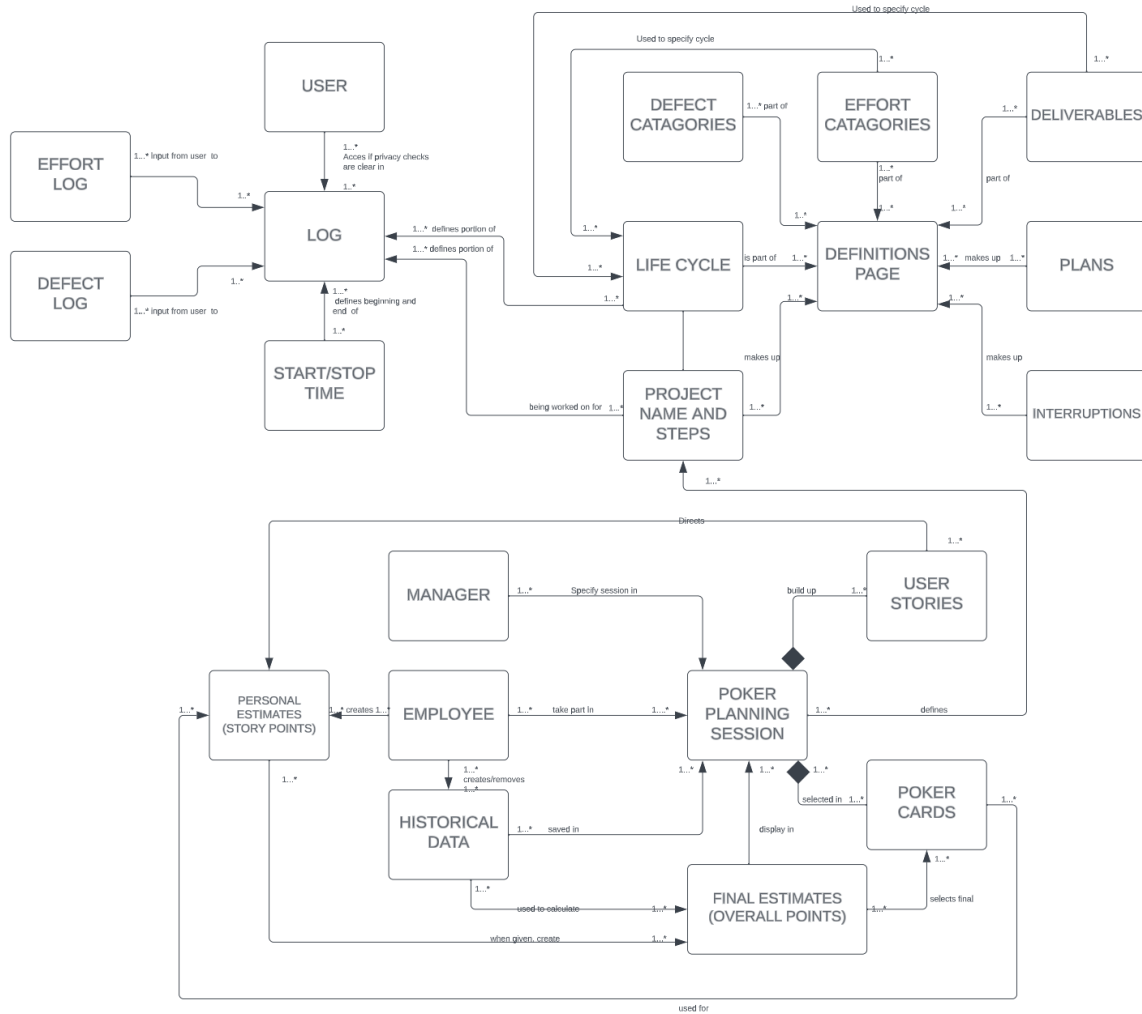 Used to specify cycle
Used to specify cycle
1...*
1...*
USER
DEFECT
CATAGORIES
1...* part of
EFFORT
CATAGORIES
1...*
DELIVERABLES
EFFORT
LOG
1...* Input from user  to
1...*
Acces if privacy checks
are clear in
1...*
part of
part of
1..*
1..*
1..*
1...*
1...*
LOG
1...*  defines portion of
1...* defines portion of
1...*
1...*
LIFE CYCLE
is part of
1...*
DEFINITIONS
PAGE
1...*
makes up
1...*
PLANS
DEFECT
LOG
1..*
1...* input from user  to
1...*
defines beginning and
end  of
1..*
1...*
1...*
1...*
START/STOP
TIME
makes up
makes up
PROJECT
NAME AND
STEPS
being worked on for
1...*
1...*
1...*
INTERRUPTIONS
1...*
Directs
1...*
MANAGER
1...*
Specify session in
build up
1...*
USER
STORIES
1...*
PERSONAL
ESTIMATES
(STORY POINTS)
1...*
creates
1...*
EMPLOYEE
1...*
take part in
1...*
POKER
PLANNING
SESSION
1...*
defines
1...*
1...*
creates/removes
1...*
1...*
1...*
1...*
HISTORICAL
DATA
1...*
saved in
display in
selected in
1...*
POKER
CARDS
1...*
1...*
1...*
used to calculate
1...*
FINAL ESTIMATES
(OVERALL POINTS)
1...*
selects final
when given, create
1...*
used for